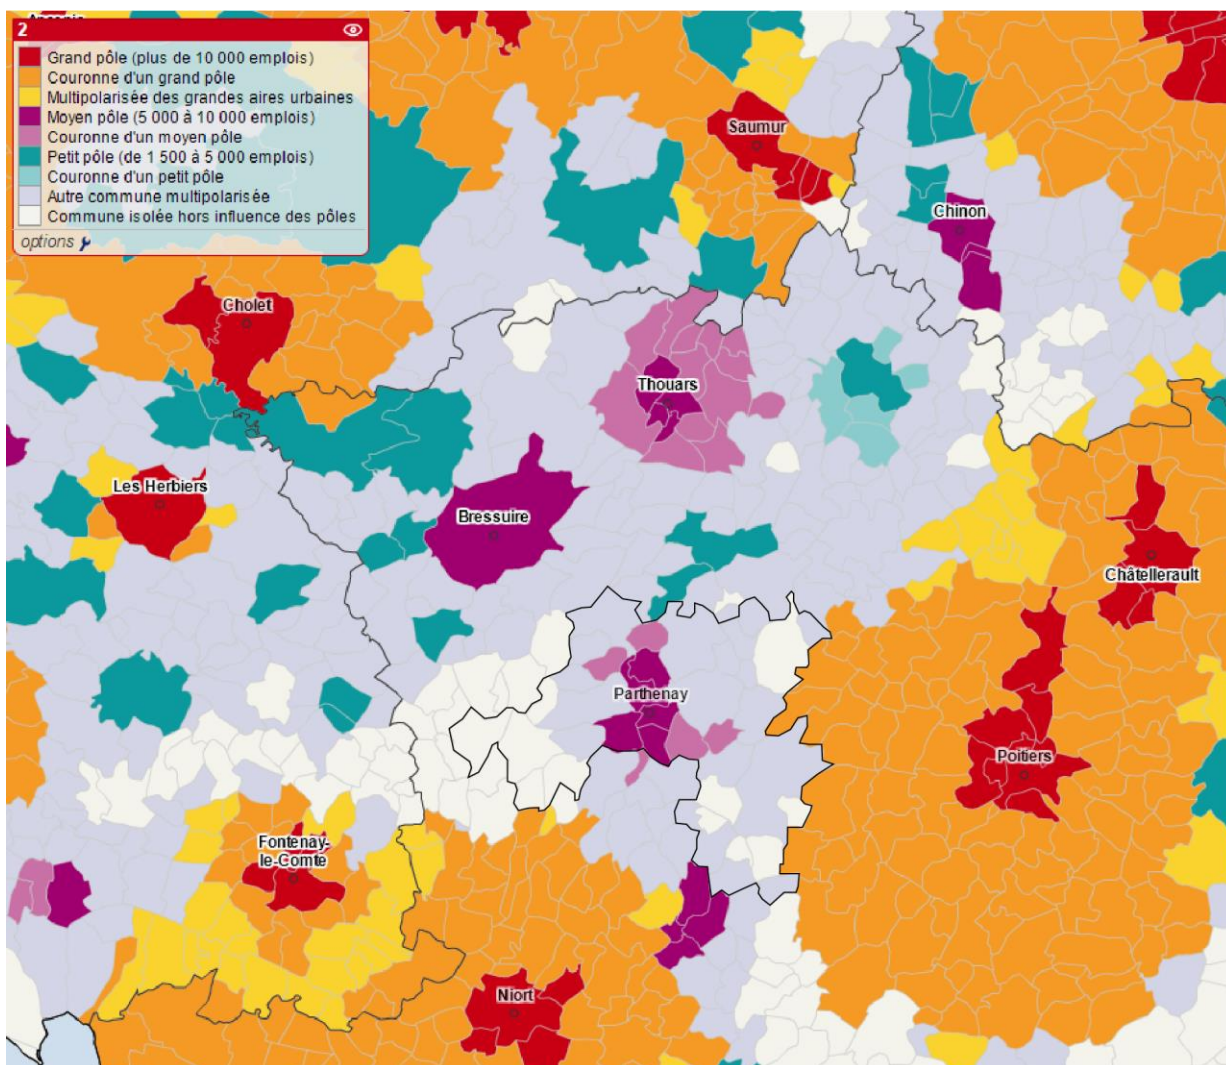 2
Grand pôle (plus de 10 000 emplois)
Couronne d'un grand pôle
Multipolarisée des grandes aires urbaines
Moyen pôle (5 000 à 10 000 emplois)
Couronne d'un moyen pôle
Petit pôle (de 1 500 à 5 000 emplois)
Couronne d'un petit pôle
Autre commune multipolarisée
Commune isolée hors influence des pôles
options
Saumur
Chinon
Cholet
Thouars
Les Herbiers
Bressuire
Châtellerault
Parthenay
Poitiers
Fontenay-
le-Comte
Niort